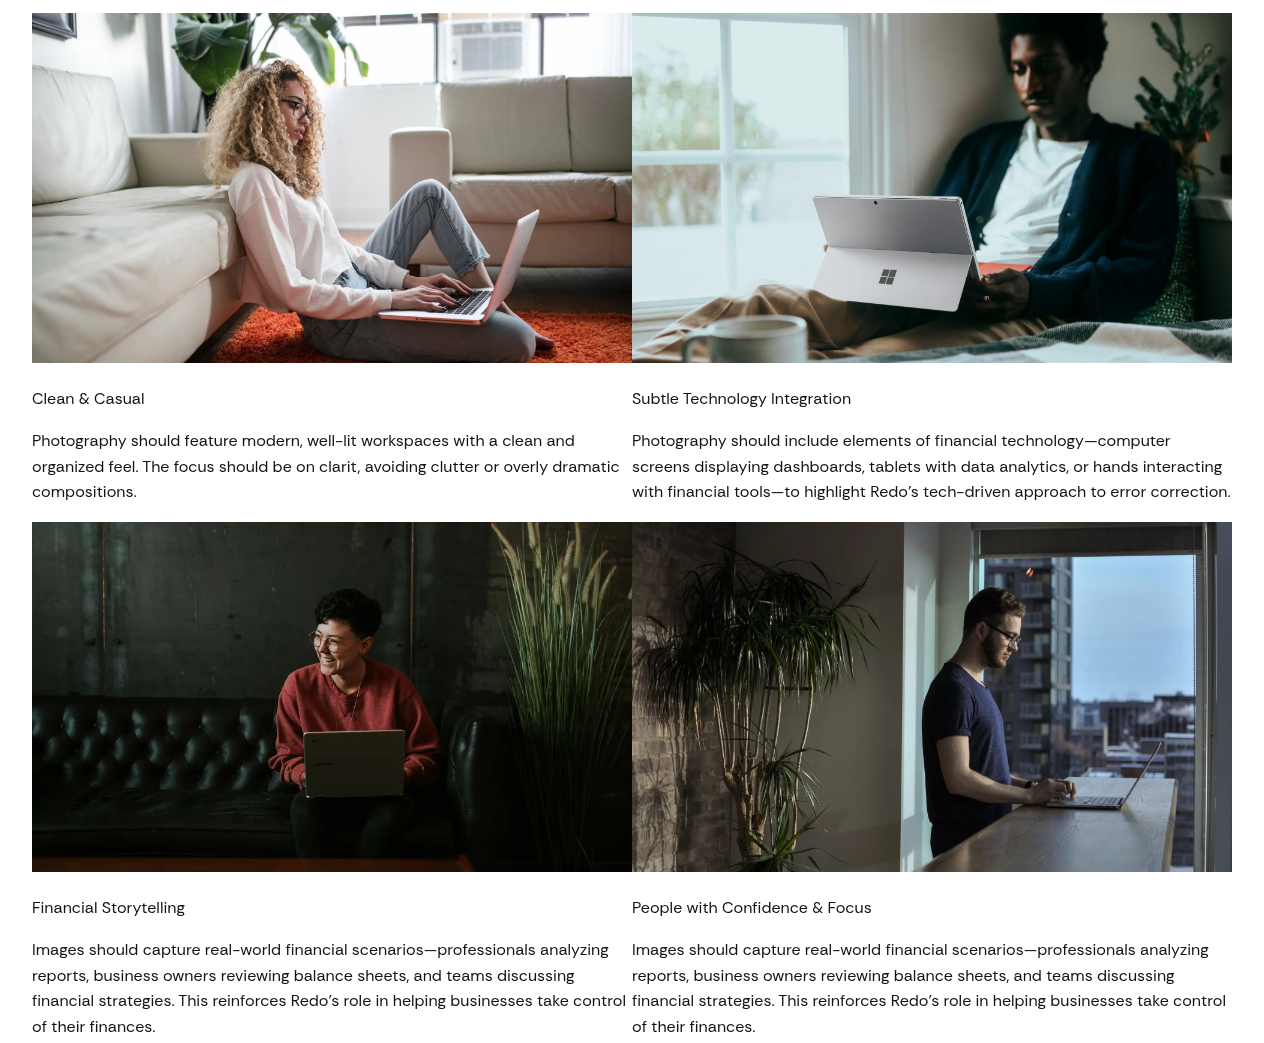 Clean & Casual
Photography should feature modern, well-lit workspaces with a clean and
organized feel. The focus should be on clarit, avoiding clutter or overly dramatic
compositions.
Subtle Technology Integration
Photography should include elements of financial technology—computer
screens displaying dashboards, tablets with data analytics, or hands interacting
with financial tools—to highlight Redo's tech-driven approach to error correction.
Financial Storytelling
Images should capture real-world financial scenarios—professionals analyzing
reports, business owners reviewing balance sheets, and teams discussing
financial strategies. This reinforces Redo's role in helping businesses take control
of their finances.
People with Confidence & Focus
Images should capture real-world financial scenarios—professionals analyzing
reports, business owners reviewing balance sheets, and teams discussing
financial strategies. This reinforces Redo's role in helping businesses take control
of their finances.